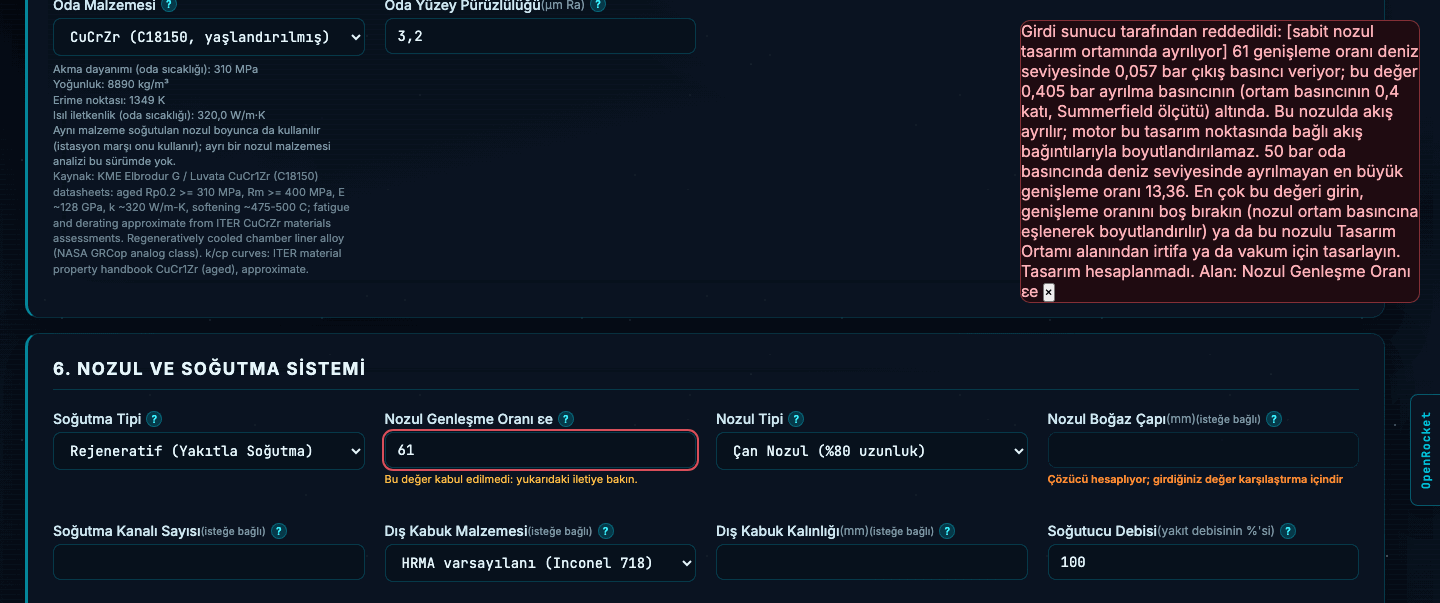 Oda Malzemesi ?
Oda Yüzey Pürüzlülüğü(µm Ra) ?
CuCrZr (C18150, yaşlandırılmış)
3,2
Akma dayanımı (oda sıcaklığı): 310 MPa
Yoğunluk: 8890 kg/m³
Erime noktası: 1349 K
Isıl iletkenlik (oda sıcaklığı): 320,0 W/m·K
Aynı malzeme soğutulan nozul boyunca da kullanılır
(istasyon marşı onu kullanır); ayrı bir nozul malzemesi
analizi bu sürümde yok.
Kaynak: KME Elbrodur G / Luvata CuCr1Zr (C18150)
datasheets: aged Rp0.2 >= 310 MPa, Rm >= 400 MPa, E
~128 GPa, k ~320 W/m-K, softening ~475-500 C; fatigue
and derating approximate from ITER CuCrZr materials
assessments. Regeneratively cooled chamber liner alloy
(NASA GRCop analog class). k/cp curves: ITER material
property handbook CuCr1Zr (aged), approximate.
Girdi sunucu tarafından reddedildi: [sabit nozul
tasarım ortamında ayrılıyor] 61 genişleme oranı deniz
seviyesinde 0,057 bar çıkış basıncı veriyor; bu değer
0,405 bar ayrılma basıncının (ortam basıncının 0,4
katı, Summerfield ölçütü) altında. Bu nozulda akış
ayrılır; motor bu tasarım noktasında bağlı akış
bağıntılarıyla boyutlandırılamaz. 50 bar oda
basıncında deniz seviyesinde ayrılmayan en büyük
genişleme oranı 13,36. En çok bu değeri girin,
genişleme oranını boş bırakın (nozul ortam basıncına
eşlenerek boyutlandırılır) ya da bu nozulu Tasarım
Ortamı alanından irtifa ya da vakum için tasarlayın.
Tasarım hesaplanmadı. Alan: Nozul Genleşme Oranı
εe ×
6. NOZUL VE SOĞUTMA SİSTEMİ
Soğutma Tipi ?
Nozul Genleşme Oranı εe ?
Nozul Tipi ?
Nozul Boğaz Çapı(mm)(isteğe bağlı) ?
Rejeneratif (Yakıtla Soğutma)
61
Çan Nozul (%80 uzunluk)
Bu değer kabul edilmedi: yukarıdaki iletiye bakın.
Çözücü hesaplıyor; girdiğiniz değer karşılaştırma içindir
Soğutma Kanalı Sayısı(isteğe bağlı) ?
Dış Kabuk Malzemesi(isteğe bağlı) ?
Dış Kabuk Kalınlığı(mm)(isteğe bağlı) ?
Soğutucu Debisi(yakıt debisinin %'si) ?
HRMA varsayılanı (Inconel 718)
100
OpenRocket